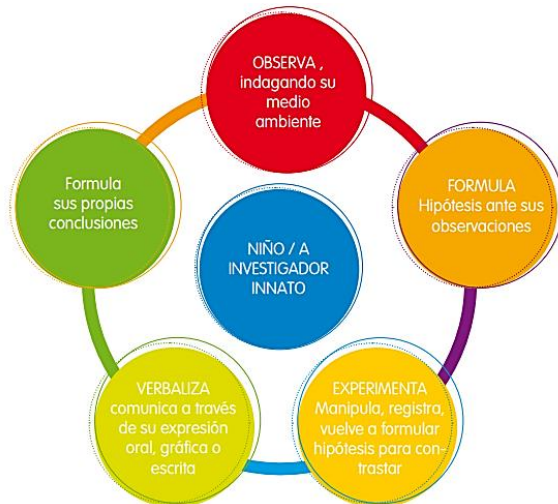 OBSERVA ,
indagando su
medio
ambiente
FORMULA
Hipótesis ante sus
observaciones
EXPERIMENTA
Manipula, registra,
vuelve a formular
hipótesis para con-
trastar
VERBALIZA
comunica a través
de su expresión
oral, gráfica o
escrita
Formula
sus propias
conclusiones
NIÑO / A
INVESTIGADOR
INNATO